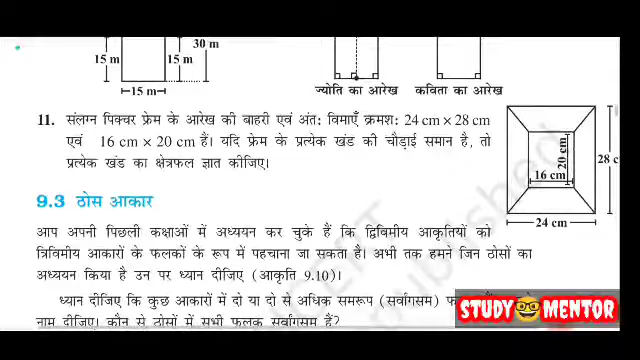 30 m
15 m
15 m
15 m
ज्योति का आरेख
कविता का आरेख
11. संलग्न पिक्चर फ्रेम के आरेख की बाहरी एवं अंतः विमाएँ क्रमशः 24 cm × 28 cm
एवं 16 cm × 20 cm हैं। यदि फ्रेम के प्रत्येक खंड की चौड़ाई समान है, तो
प्रत्येक खंड का क्षेत्रफल ज्ञात कीजिए।
20 cm
16 cm
28 c
24 cm
9.3 ठोस आकार
आप अपनी पिछली कक्षाओं में अध्ययन कर चुके हैं कि द्विविमीय आकृतियों को
त्रिविमीय आकारों के फलकों के रूप में पहचाना जा सकता है। अभी तक हमने जिन ठोसों का
अध्ययन किया है उन पर ध्यान दीजिए (आकृति 9.10)।
ध्यान दीजिए कि कुछ आकारों में दो या दो से अधिक समरूप (सर्वांगसम)
नाम दीजिए। कौन से ठोसों में सभी फलक सर्वांगसम हैं?
STUDY MENTOR